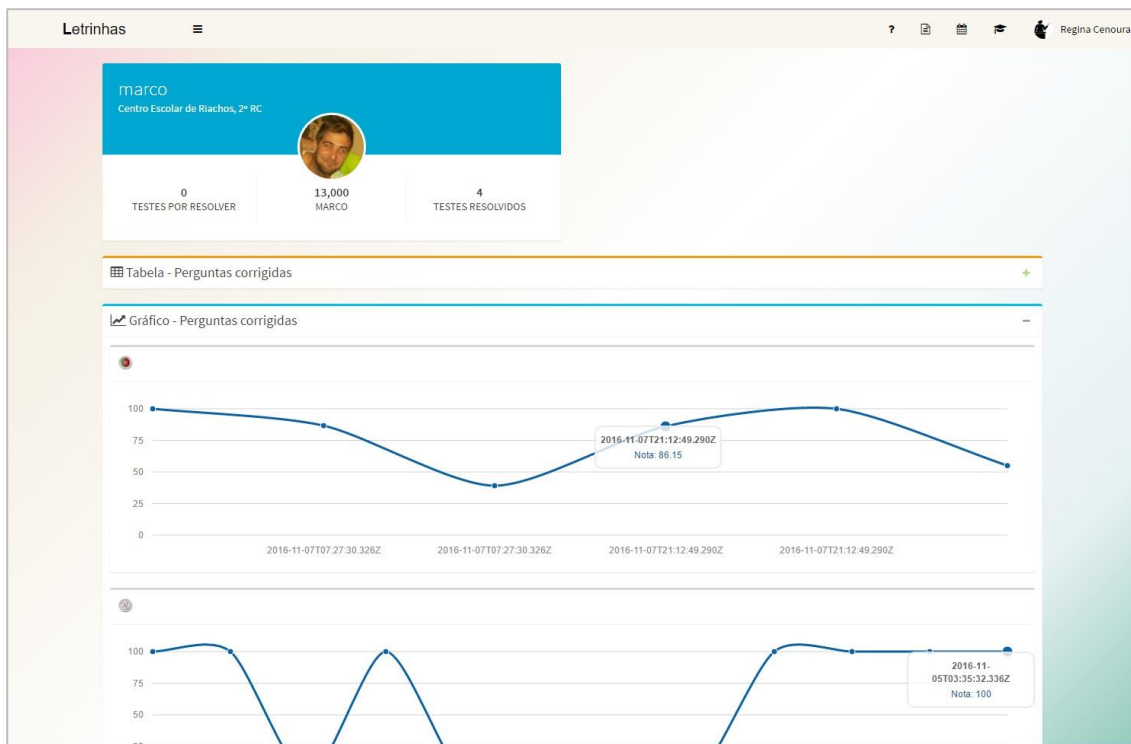 Letrinhas
? Regina Cenoura
marco
Centro Escolar de Riachos, 2º RC
0
TESTES POR RESOLVER
13,000
MARCO
4
TESTES RESOLVIDOS
Tabela - Perguntas corrigidas +
Gráfico - Perguntas corrigidas -
100
75
50
25
0
2016-11-07T21:12:49.290Z
Nota: 86.15
2016-11-07T07:27:30.326Z 2016-11-07T07:27:30.326Z 2016-11-07T21:12:49.290Z 2016-11-07T21:12:49.290Z
100
75
50
2016-11-
05T03:35:32.336Z
Nota: 100